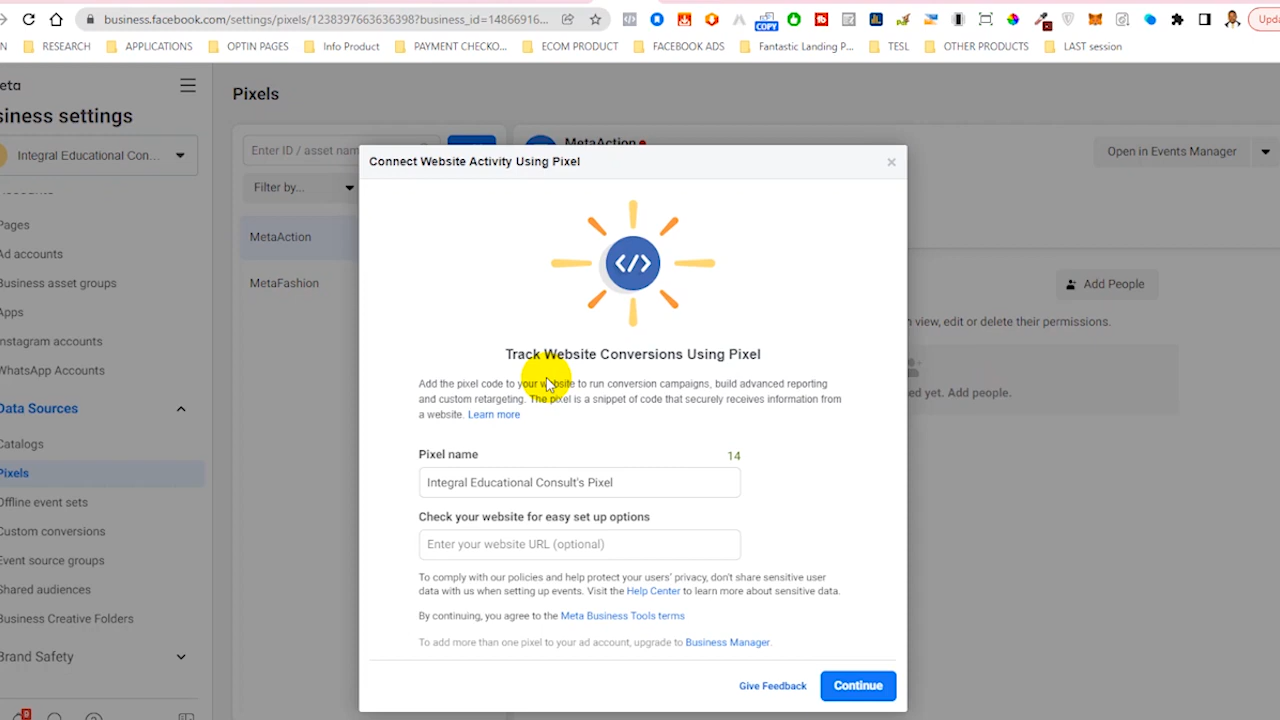 business.facebook.com/settings/pixels/1238397663636398?business_id=14866916...
COPY
Upda
N
RESEARCH
APPLICATIONS
OPTIN PAGES
Info Product
PAYMENT CHECKO...
ECOM PRODUCT
FACEBOOK ADS
Fantastic Landing P...
TESL
OTHER PRODUCTS
LAST session
eta
siness settings
Integral Educational Con...
Pages
Ad accounts
Business asset groups
Apps
nstagram accounts
WhatsApp Accounts
Data Sources
Catalogs
Pixels
Offline event sets
Custom conversions
Event source groups
Shared audiences
Business Creative Folders
Brand Safety
Pixels
Enter ID / asset nam
Filter by...
MetaAction
MetaFashion
MetaAction
Open in Events Manager
Add People
n view, edit or delete their permissions.
ed yet. Add people.
Connect Website Activity Using Pixel
</>
Track Website Conversions Using Pixel
Add the pixel code to your website to run conversion campaigns, build advanced reporting
and custom retargeting. The pixel is a snippet of code that securely receives information from
a website. Learn more
Pixel name
14
Integral Educational Consult's Pixel
Check your website for easy set up options
Enter your website URL (optional)
To comply with our policies and help protect your users' privacy, don't share sensitive user
data with us when setting up events. Visit the Help Center to learn more about sensitive data.
By continuing, you agree to the Meta Business Tools terms
To add more than one pixel to your ad account, upgrade to Business Manager.
Give Feedback
Continue